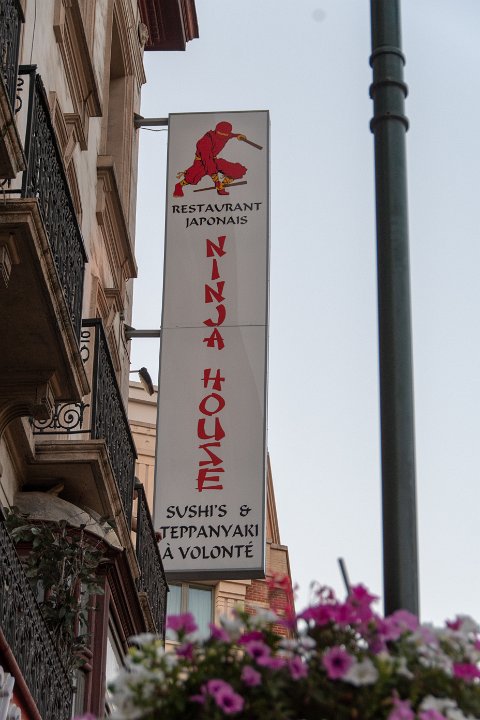 RESTAURANT
JAPONAIS
NINJA HOUSE
SUSHI'S &
TEPPANYAKI
À VOLONTÉ